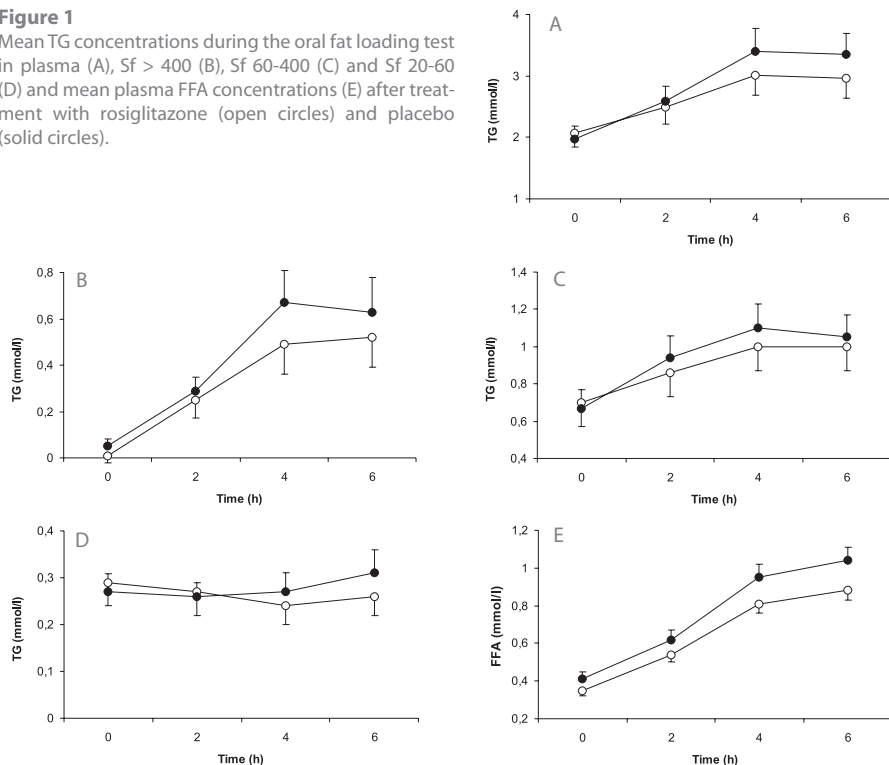 Figure 1
Mean TG concentrations during the oral fat loading test
in plasma (A), Sf > 400 (B), Sf 60-400 (C) and Sf 20-60
(D) and mean plasma FFA concentrations (E) after treat-
ment with rosiglitazone (open circles) and placebo
(solid circles).
A
4
3
2
1
TG (mmol/l)
0 2 4 6
Time (h)
B
0,8
0,6
0,4
0,2
0
TG (mmol/l)
0 2 4 6
Time (h)
C
1,4
1,2
1
0,8
0,6
0,4
TG (mmol/l)
0 2 4 6
Time (h)
D
0,4
0,3
0,2
0,1
0
TG (mmol/l)
0 2 4 6
Time (h)
E
1,2
1
0,8
0,6
0,4
0,2
FFA (mmol/l)
0 2 4 6
Time (h)